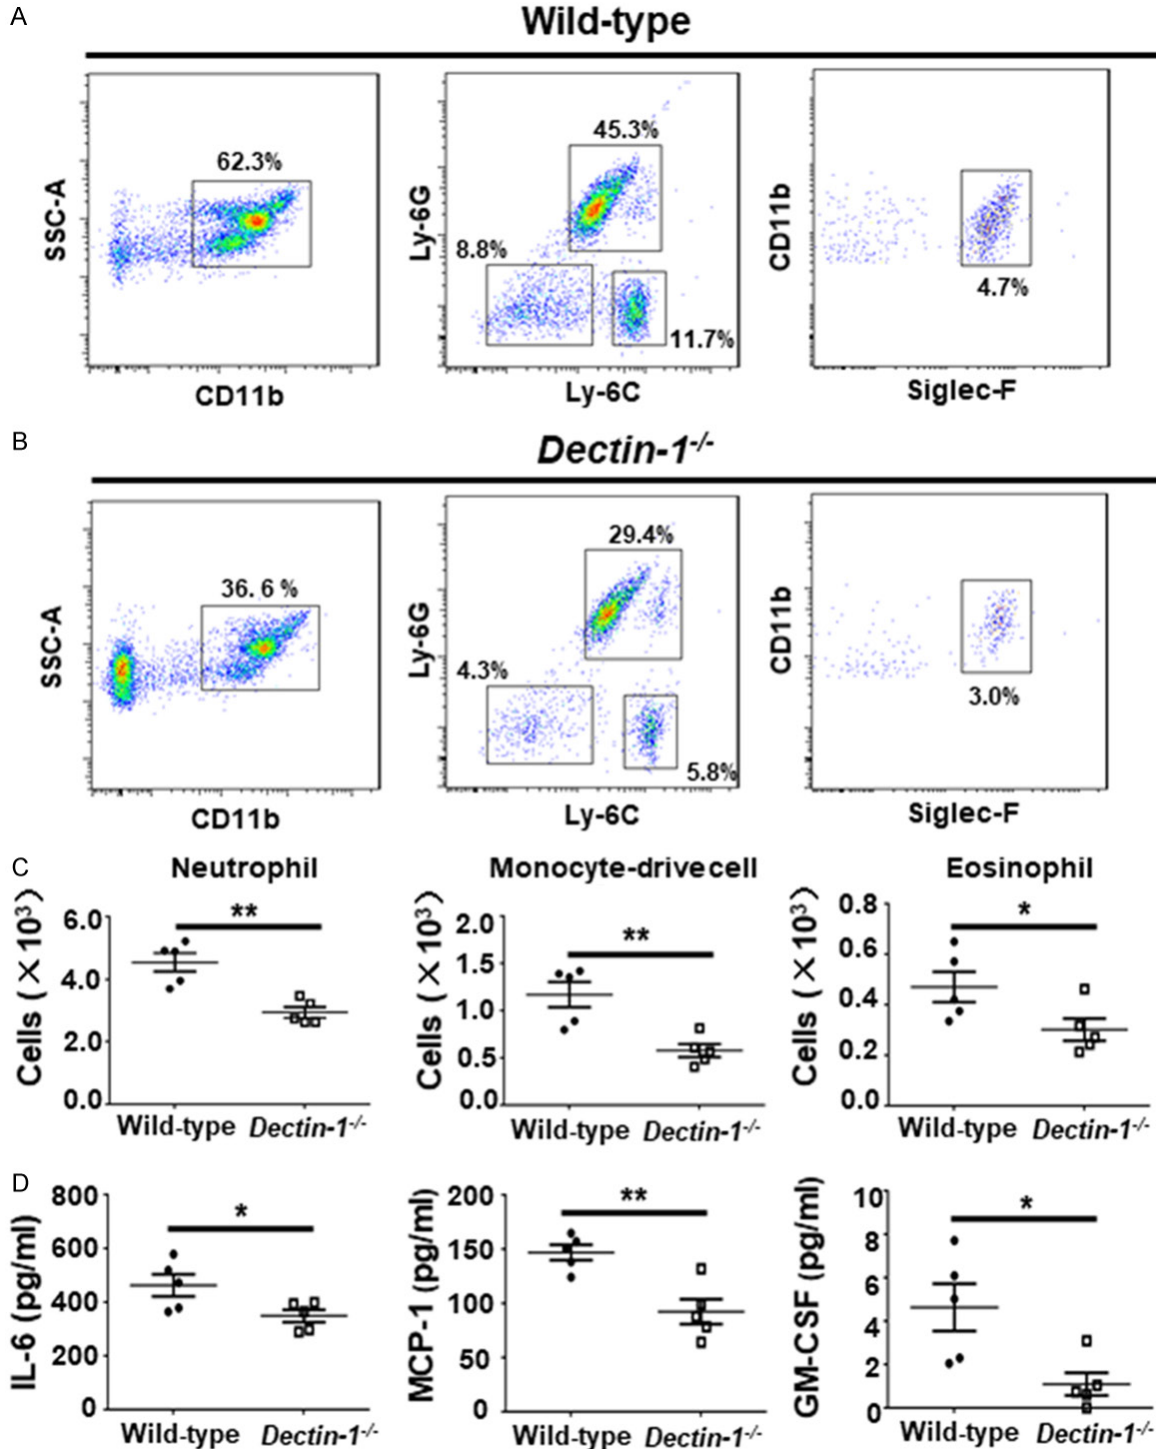 A
Wild-type
62.3%
SSC-A
CD11b
45.3%
8.8%
11.7%
Ly-6G
Ly-6C
4.7%
CD11b
Siglec-F
B
Dectin-1-/-
36. 6 %
SSC-A
CD11b
29.4%
4.3%
5.8%
Ly-6G
Ly-6C
3.0%
CD11b
Siglec-F
C
Neutrophil
Cells (×10³)
6.0
4.0
2.0
0.0
**
Wild-type Dectin-1-/-
Monocyte-drivecell
Cells (×10³)
2.0
1.5
1.0
0.5
0.0
**
Wild-type Dectin-1-/-
Eosinophil
Cells (×10³)
0.8
0.6
0.4
0.2
0.0
*
Wild-type Dectin-1-/-
D
IL-6 (pg/ml)
800
600
400
200
0
*
Wild-type Dectin-1-/-
MCP-1 (pg/ml)
200
150
100
50
0
**
Wild-type Dectin-1-/-
GM-CSF (pg/ml)
10
8
6
4
2
0
*
Wild-type Dectin-1-/-